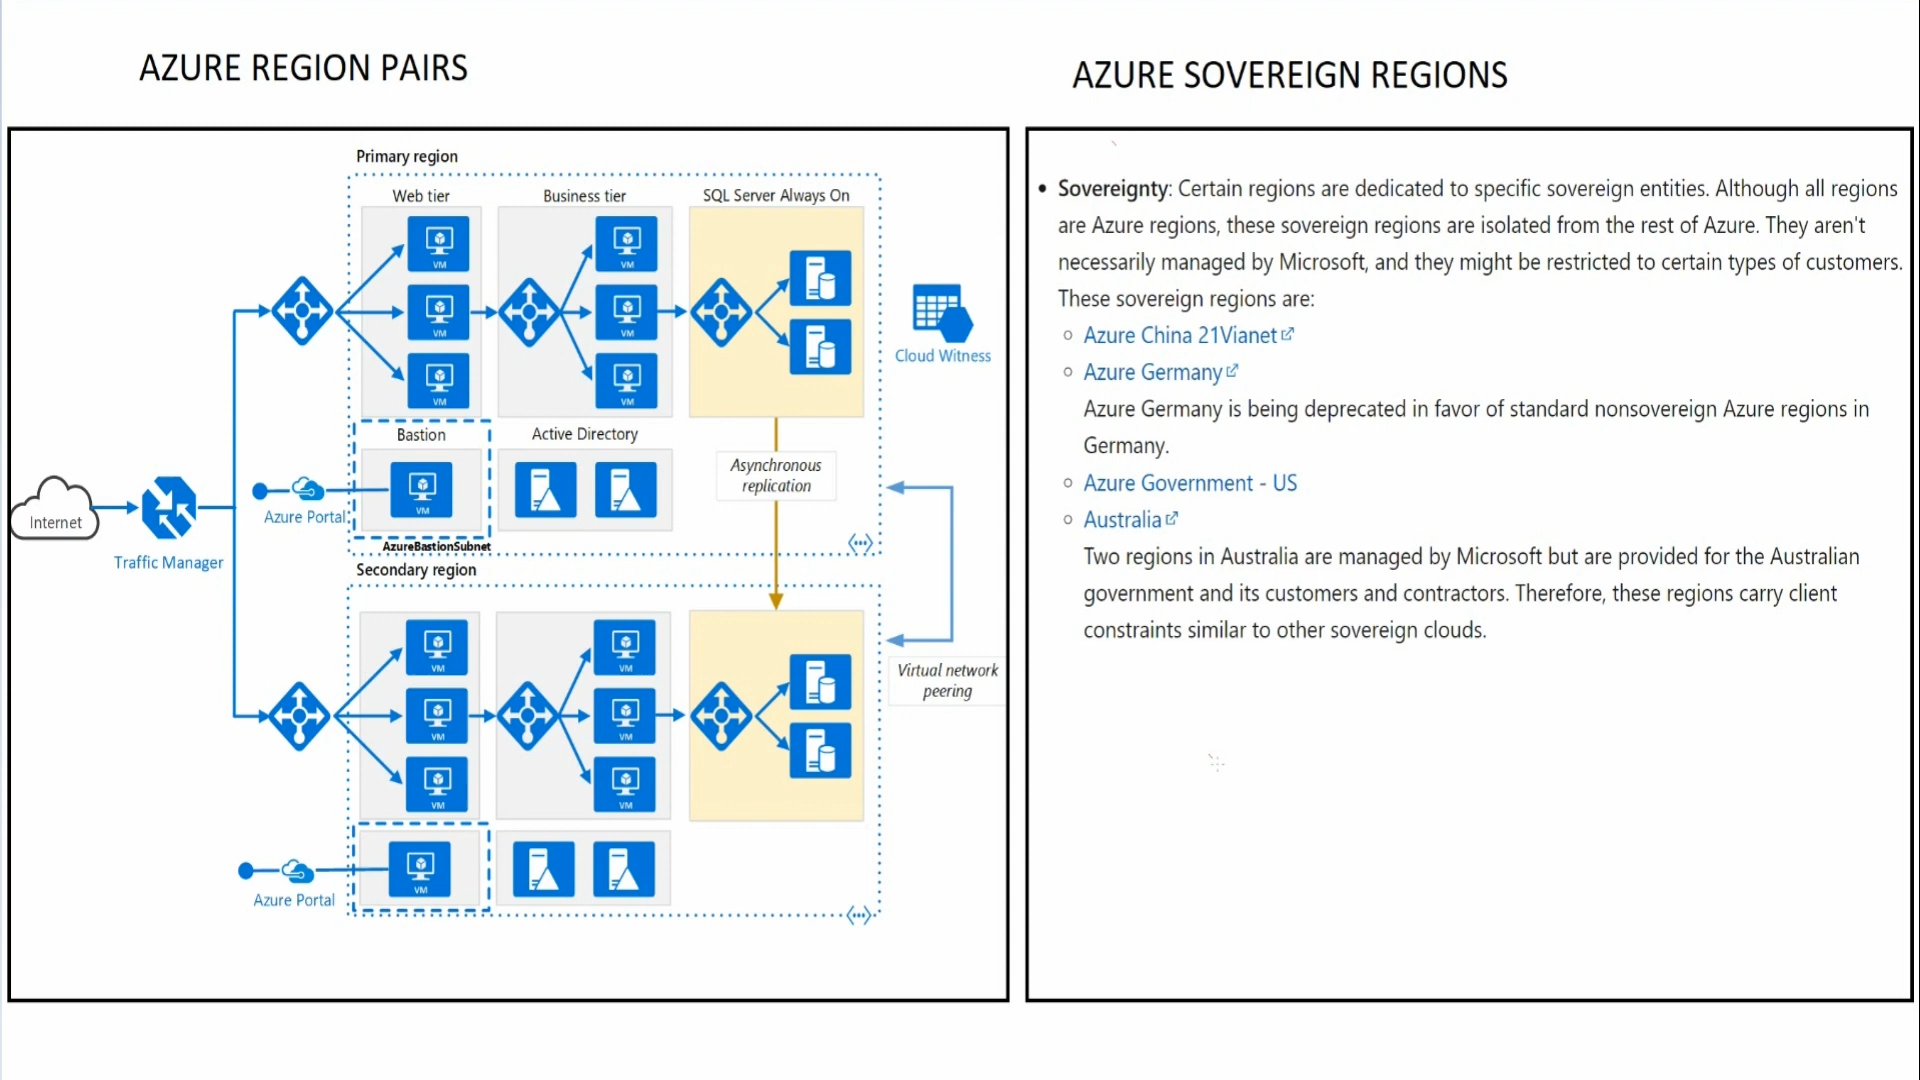 AZURE REGION PAIRS
Primary region
Web tier
Business tier
SQL Server Always On
VM
VM
VM
VM
VM
VM
Cloud Witness
Bastion
Active Directory
Asynchronous
replication
VM
Azure Portal
AzureBastionSubnet
Internet
Traffic Manager
Secondary region
VM
VM
VM
VM
VM
VM
Virtual network
peering
VM
Azure Portal
AZURE SOVEREIGN REGIONS
• Sovereignty: Certain regions are dedicated to specific sovereign entities. Although all regions
are Azure regions, these sovereign regions are isolated from the rest of Azure. They aren't
necessarily managed by Microsoft, and they might be restricted to certain types of customers.
These sovereign regions are:
○ Azure China 21Vianet
○ Azure Germany
Azure Germany is being deprecated in favor of standard nonsovereign Azure regions in
Germany.
○ Azure Government - US
○ Australia
Two regions in Australia are managed by Microsoft but are provided for the Australian
government and its customers and contractors. Therefore, these regions carry client
constraints similar to other sovereign clouds.